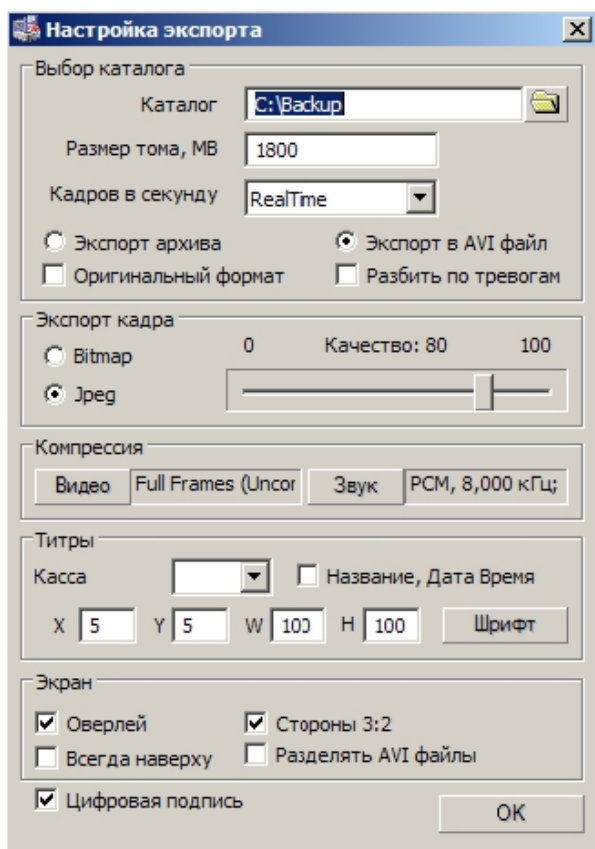 Настройка экспорта
Выбор каталога
Каталог C:\Backup
Размер тома, МВ 1800
Кадров в секунду RealTime
Экспорт архива Экспорт в AVI файл
Оригинальный формат Разбить по тревогам
Экспорт кадра
Bitmap 0 Качество: 80 100
Jpeg
Компрессия
Видео Full Frames (Uncor Звук PCM, 8,000 кГц;
Титры
Касса Название, Дата Время
X 5 Y 5 W 100 H 100 Шрифт
Экран
Оверлей Стороны 3:2
Всегда наверху Разделять AVI файлы
Цифровая подпись OK